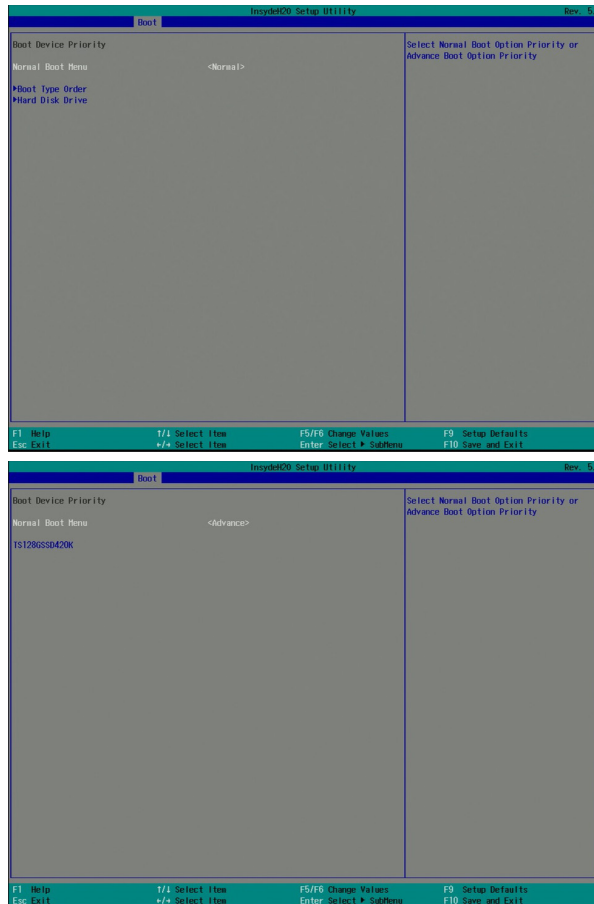 InsydeH20 Setup Utility Rev. 5
Boot
Boot Device Priority
Normal Boot Menu <Normal>
▶Boot Type Order
▶Hard Disk Drive
Select Normal Boot Option Priority or
Advance Boot Option Priority
F1 Help ↑/↓ Select Item F5/F6 Change Values F9 Setup Defaults
Esc Exit ←/→ Select Item Enter Select ▶ SubMenu F10 Save and Exit
InsydeH20 Setup Utility Rev. 5
Boot
Boot Device Priority
Normal Boot Menu <Advance>
TS128GSSD420K
Select Normal Boot Option Priority or
Advance Boot Option Priority
F1 Help ↑/↓ Select Item F5/F6 Change Values F9 Setup Defaults
Esc Exit ←/→ Select Item Enter Select ▶ SubMenu F10 Save and Exit